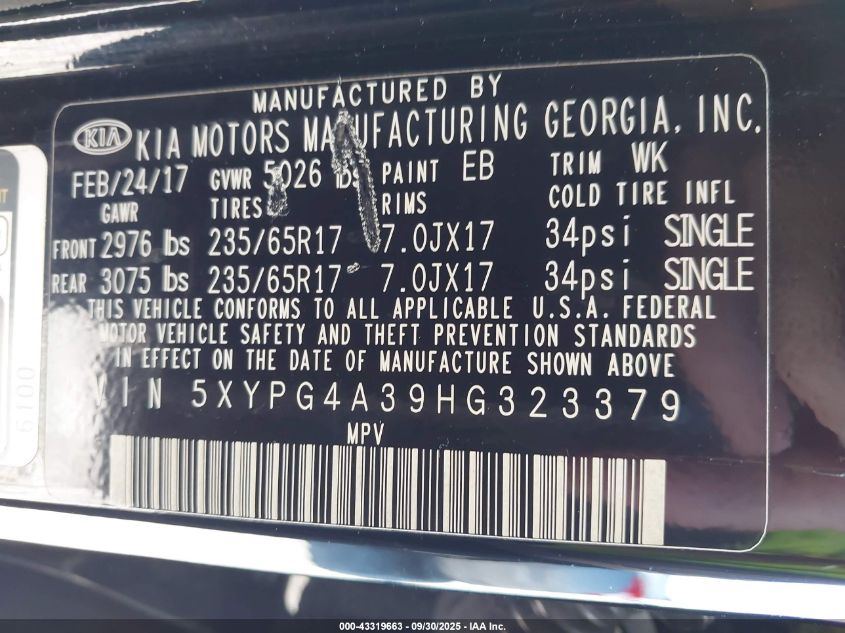 MANUFACTURED BY
KIA KIA MOTORS MANUFACTURING GEORGIA, INC.
FEB/24/17 GVWR 5026 lbs PAINT EB TRIM WK
GAWR TIRES RIMS COLD TIRE INFL
FRONT 2976 lbs 235/65R17 7.0JX17 34psi SINGLE
REAR 3075 lbs 235/65R17 7.0JX17 34psi SINGLE
THIS VEHICLE CONFORMS TO ALL APPLICABLE U.S.A. FEDERAL
MOTOR VEHICLE SAFETY AND THEFT PREVENTION STANDARDS
IN EFFECT ON THE DATE OF MANUFACTURE SHOWN ABOVE
VIN 5XYPG4A39HG323379
MPV
6100
000-43319663 - 09/30/2025 - IAA Inc.